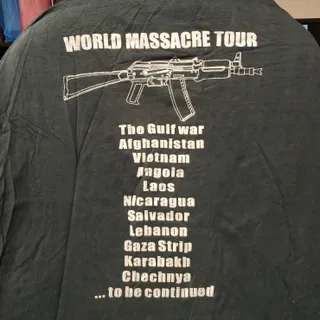 WORLD MASSACRE TOUR
The Gulf war
Afghanistan
Vietnam
Angola
Laos
Nicaragua
Salvador
Lebanon
Gaza Strip
Karabakh
Chechnya
... to be continued